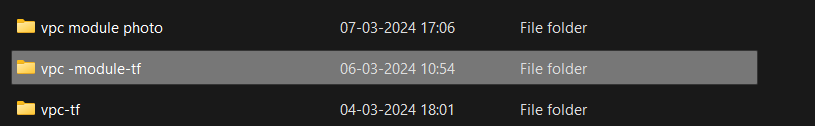 vpc module photo 07-03-2024 17:06 File folder
vpc -module-tf 06-03-2024 10:54 File folder
vpc-tf 04-03-2024 18:01 File folder